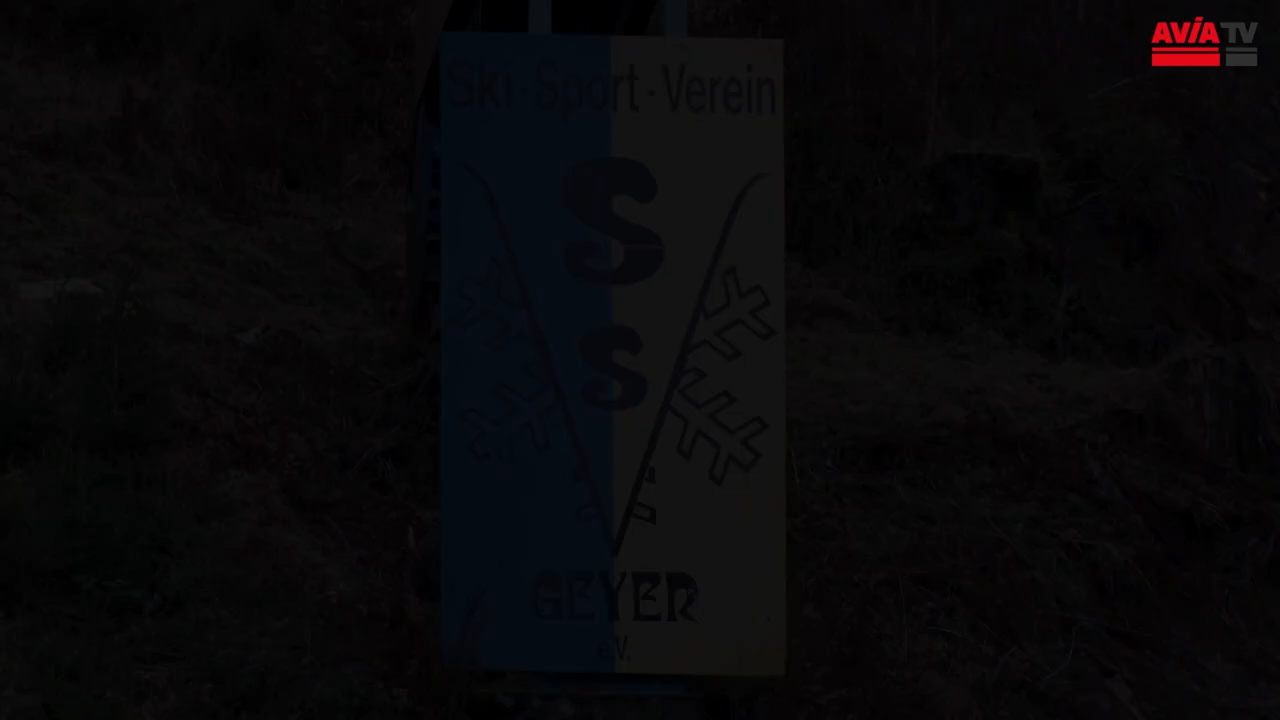 AVIA TV
Ski · Sport · Verein
S
S
GEYER
e.V.